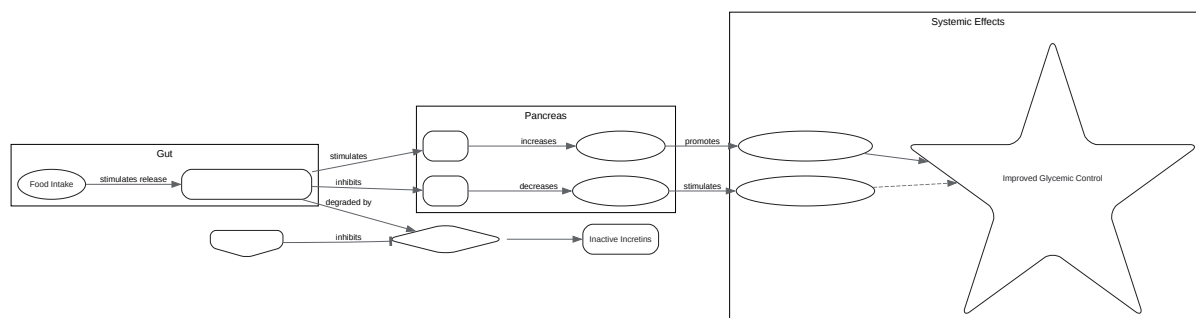 Systemic Effects
Pancreas
Gut
Food Intake
stimulates release
stimulates
inhibits
degraded by
increases
decreases
promotes
stimulates
Improved Glycemic Control
inhibits
Inactive Incretins